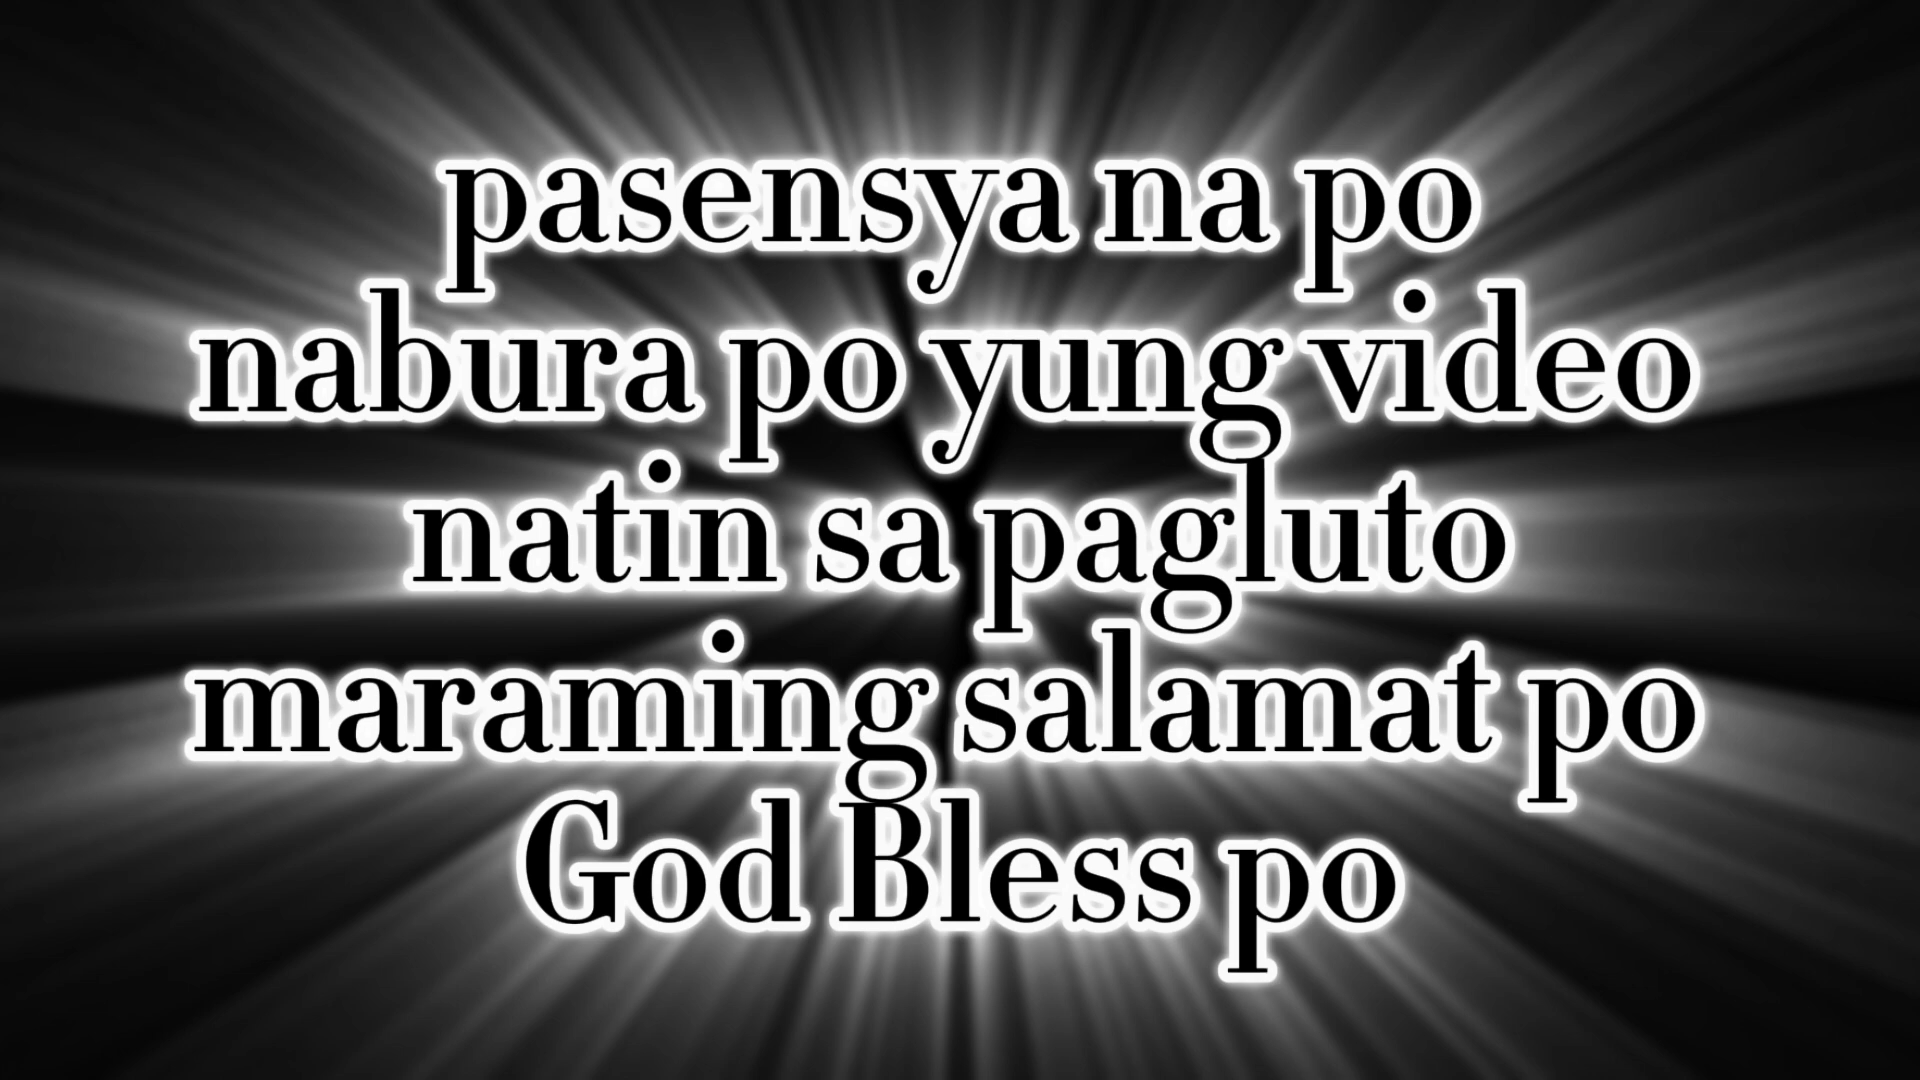 pasensya na po
nabura po yung video
natin sa pagluto
maraming salamat po
God Bless po